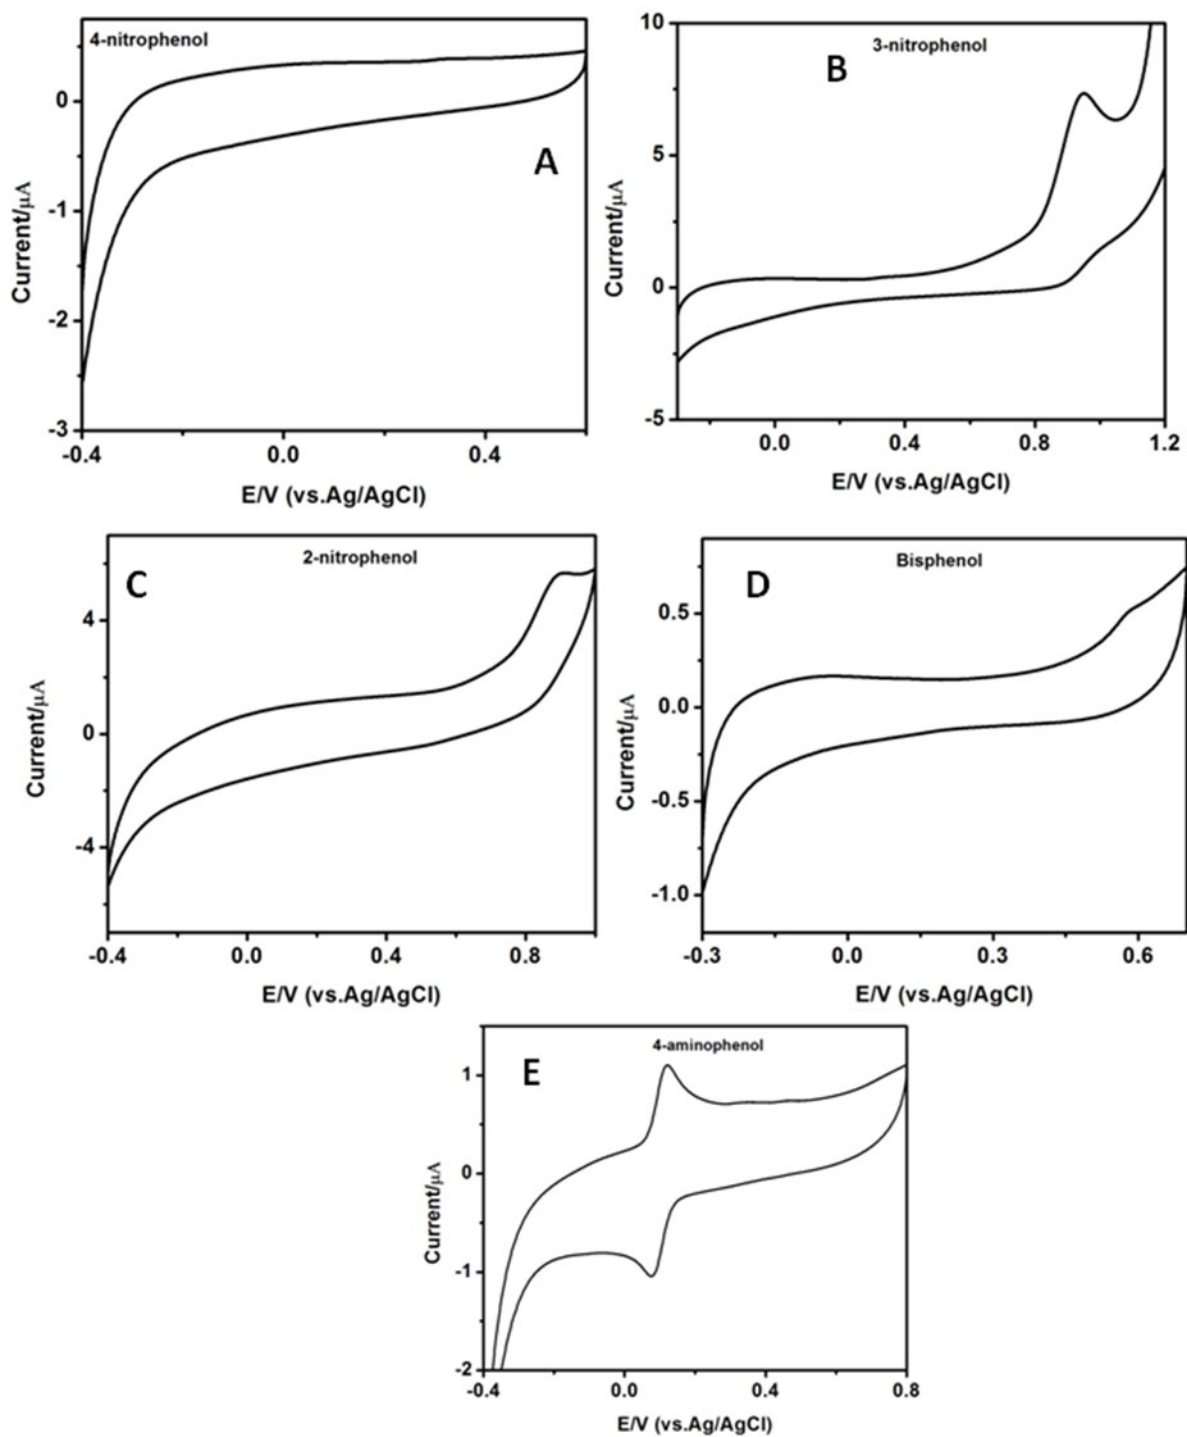 4-nitrophenol
A
0
-1
-2
-3
-0.4
0.0
0.4
Current/μA
E/V (vs.Ag/AgCl)
3-nitrophenol
B
10
5
0
-5
0.0
0.4
0.8
1.2
Current/μA
E/V (vs.Ag/AgCl)
2-nitrophenol
C
4
0
-4
-0.4
0.0
0.4
0.8
Current/μA
E/V (vs.Ag/AgCl)
Bisphenol
D
0.5
0.0
-0.5
-1.0
-0.3
0.0
0.3
0.6
Current/μA
E/V (vs.Ag/AgCl)
4-aminophenol
E
1
0
-1
-2
-0.4
0.0
0.4
0.8
Current/μA
E/V (vs.Ag/AgCl)